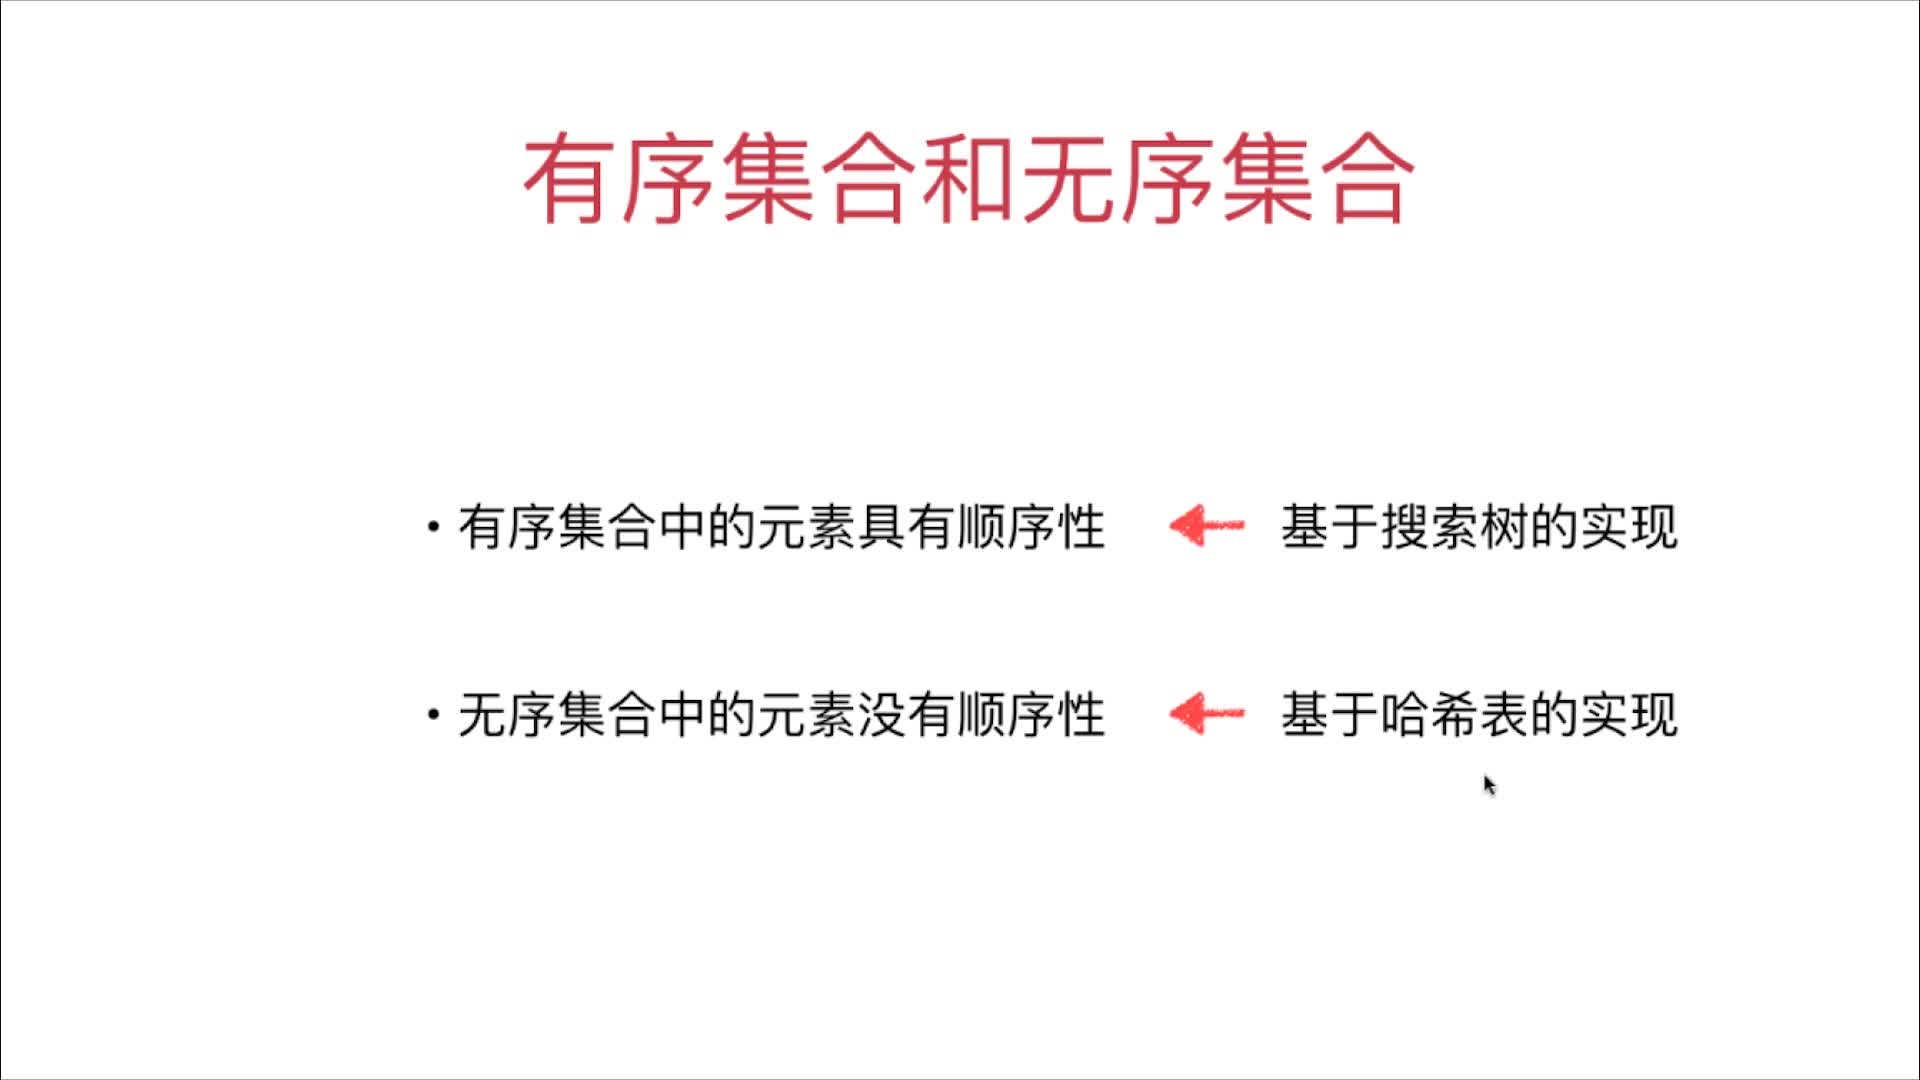 有序集合和无序集合
• 有序集合中的元素具有顺序性 基于搜索树的实现
• 无序集合中的元素没有顺序性 基于哈希表的实现